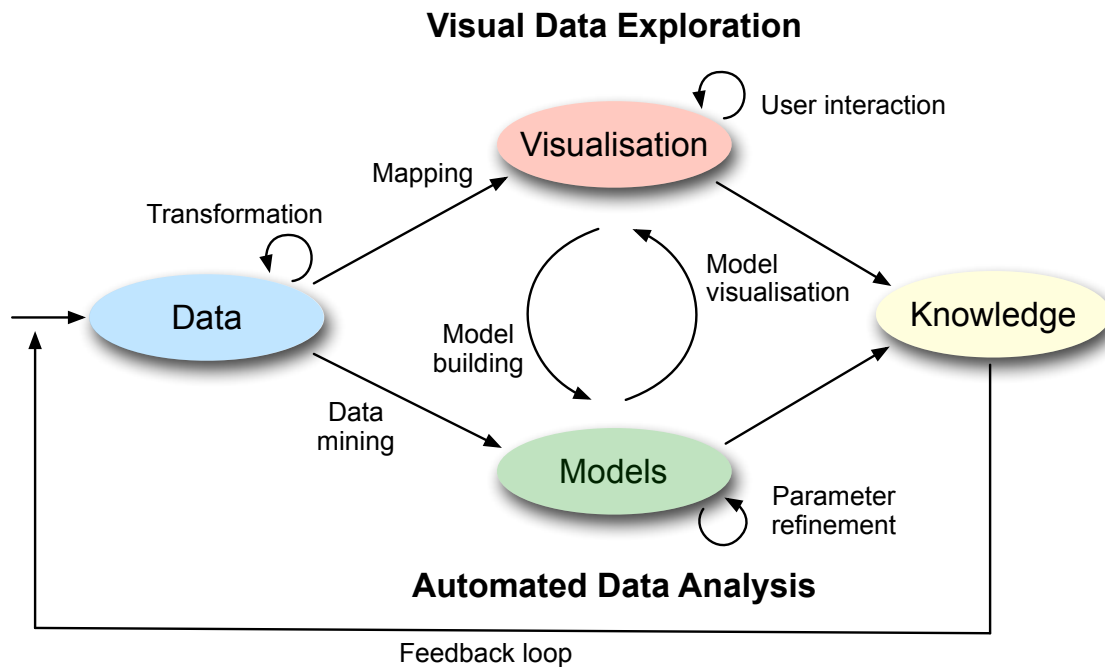 Visual Data Exploration
User interaction
Visualisation
Mapping
Transformation
Model
visualisation
Data
Knowledge
Model
building
Data
mining
Models
Parameter
refinement
Automated Data Analysis
Feedback loop